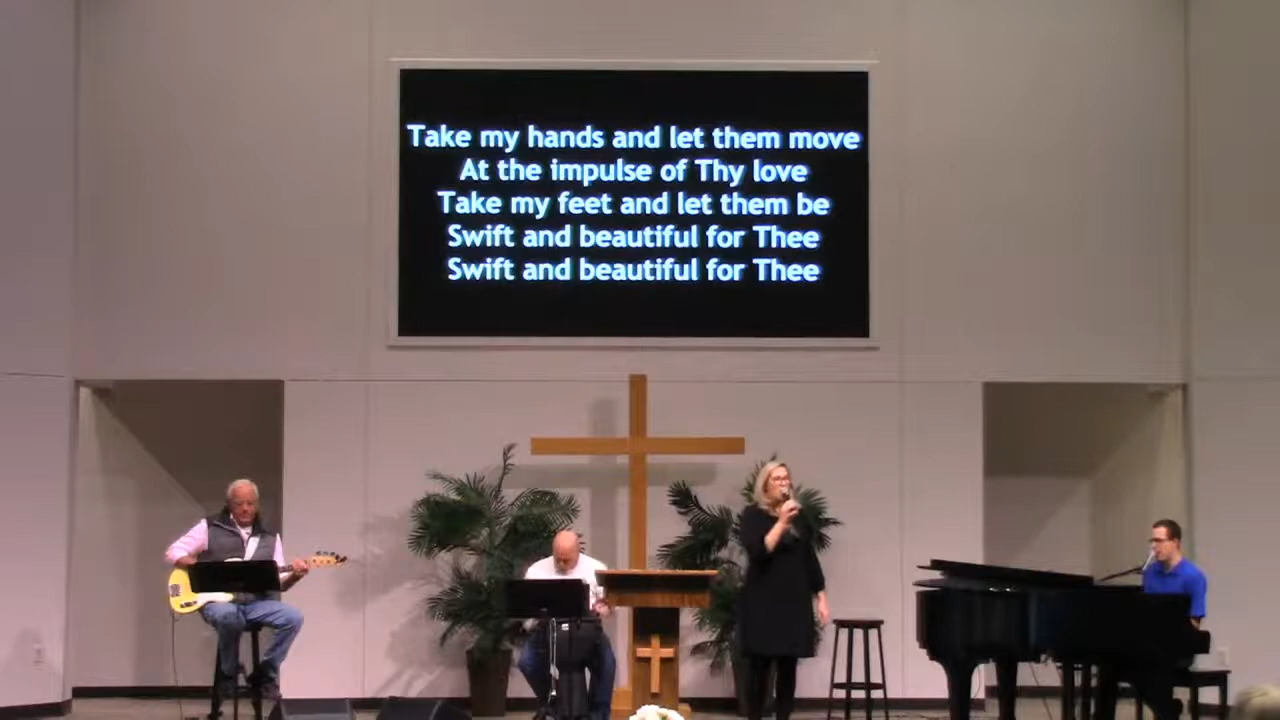 Take my hands and let them move
At the impulse of Thy love
Take my feet and let them be
Swift and beautiful for Thee
Swift and beautiful for Thee